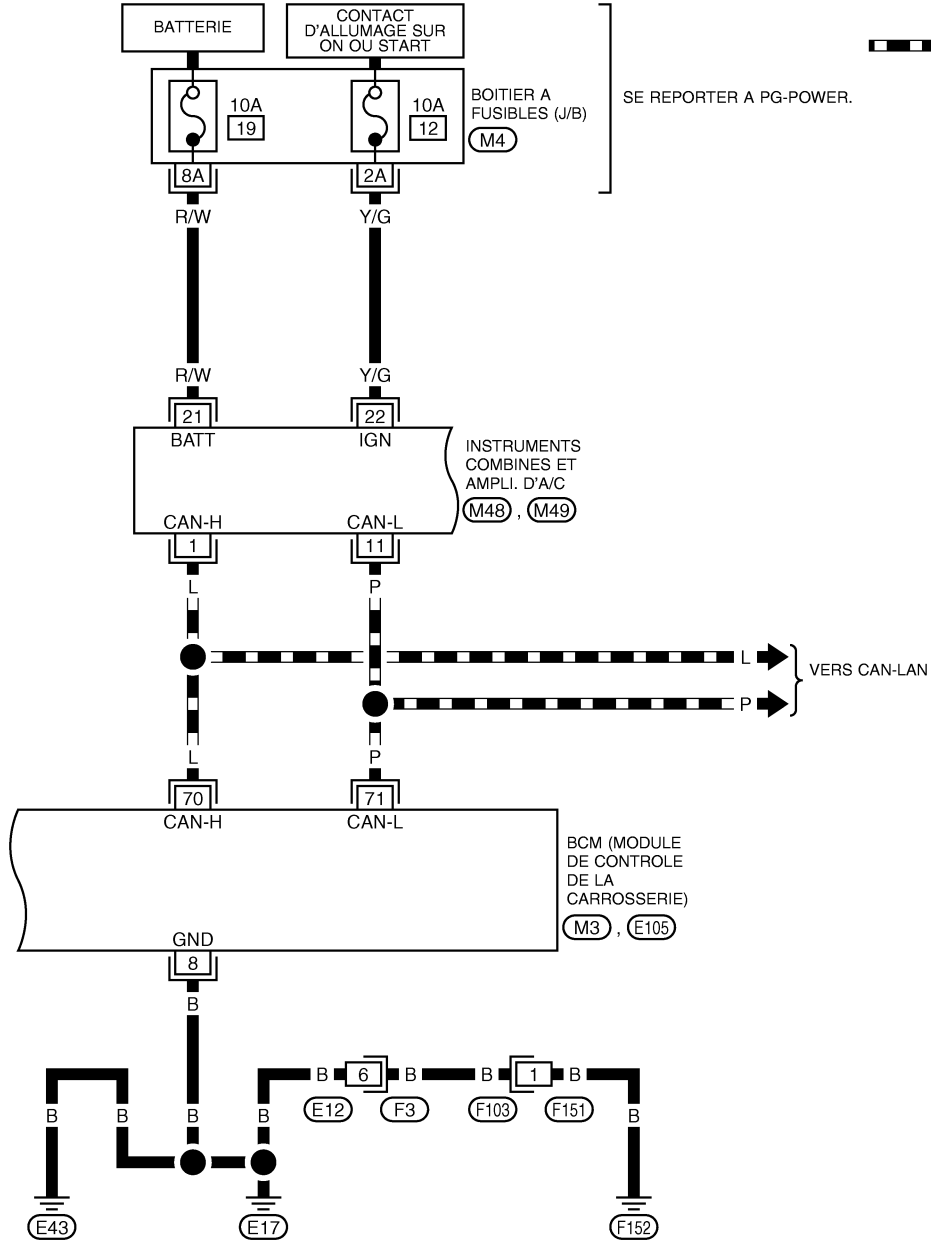 BATTERIE
CONTACT
D'ALLUMAGE SUR
ON OU START
10A
19
10A
12
BOITIER A
FUSIBLES (J/B)
M4
SE REPORTER A PG-POWER.
8A
2A
R/W
Y/G
R/W
Y/G
21
22
BATT
IGN
INSTRUMENTS
COMBINES ET
AMPLI. D'A/C
M48 , M49
CAN-H
CAN-L
1
11
L
P
L
VERS CAN-LAN
P
L
P
70
71
CAN-H
CAN-L
BCM (MODULE
DE CONTROLE
DE LA
CARROSSERIE)
M3 , E105
GND
8
B
B
6
B
B
1
B
E12
F3
F103
F151
B
B
B
B
B
E43
E17
F152